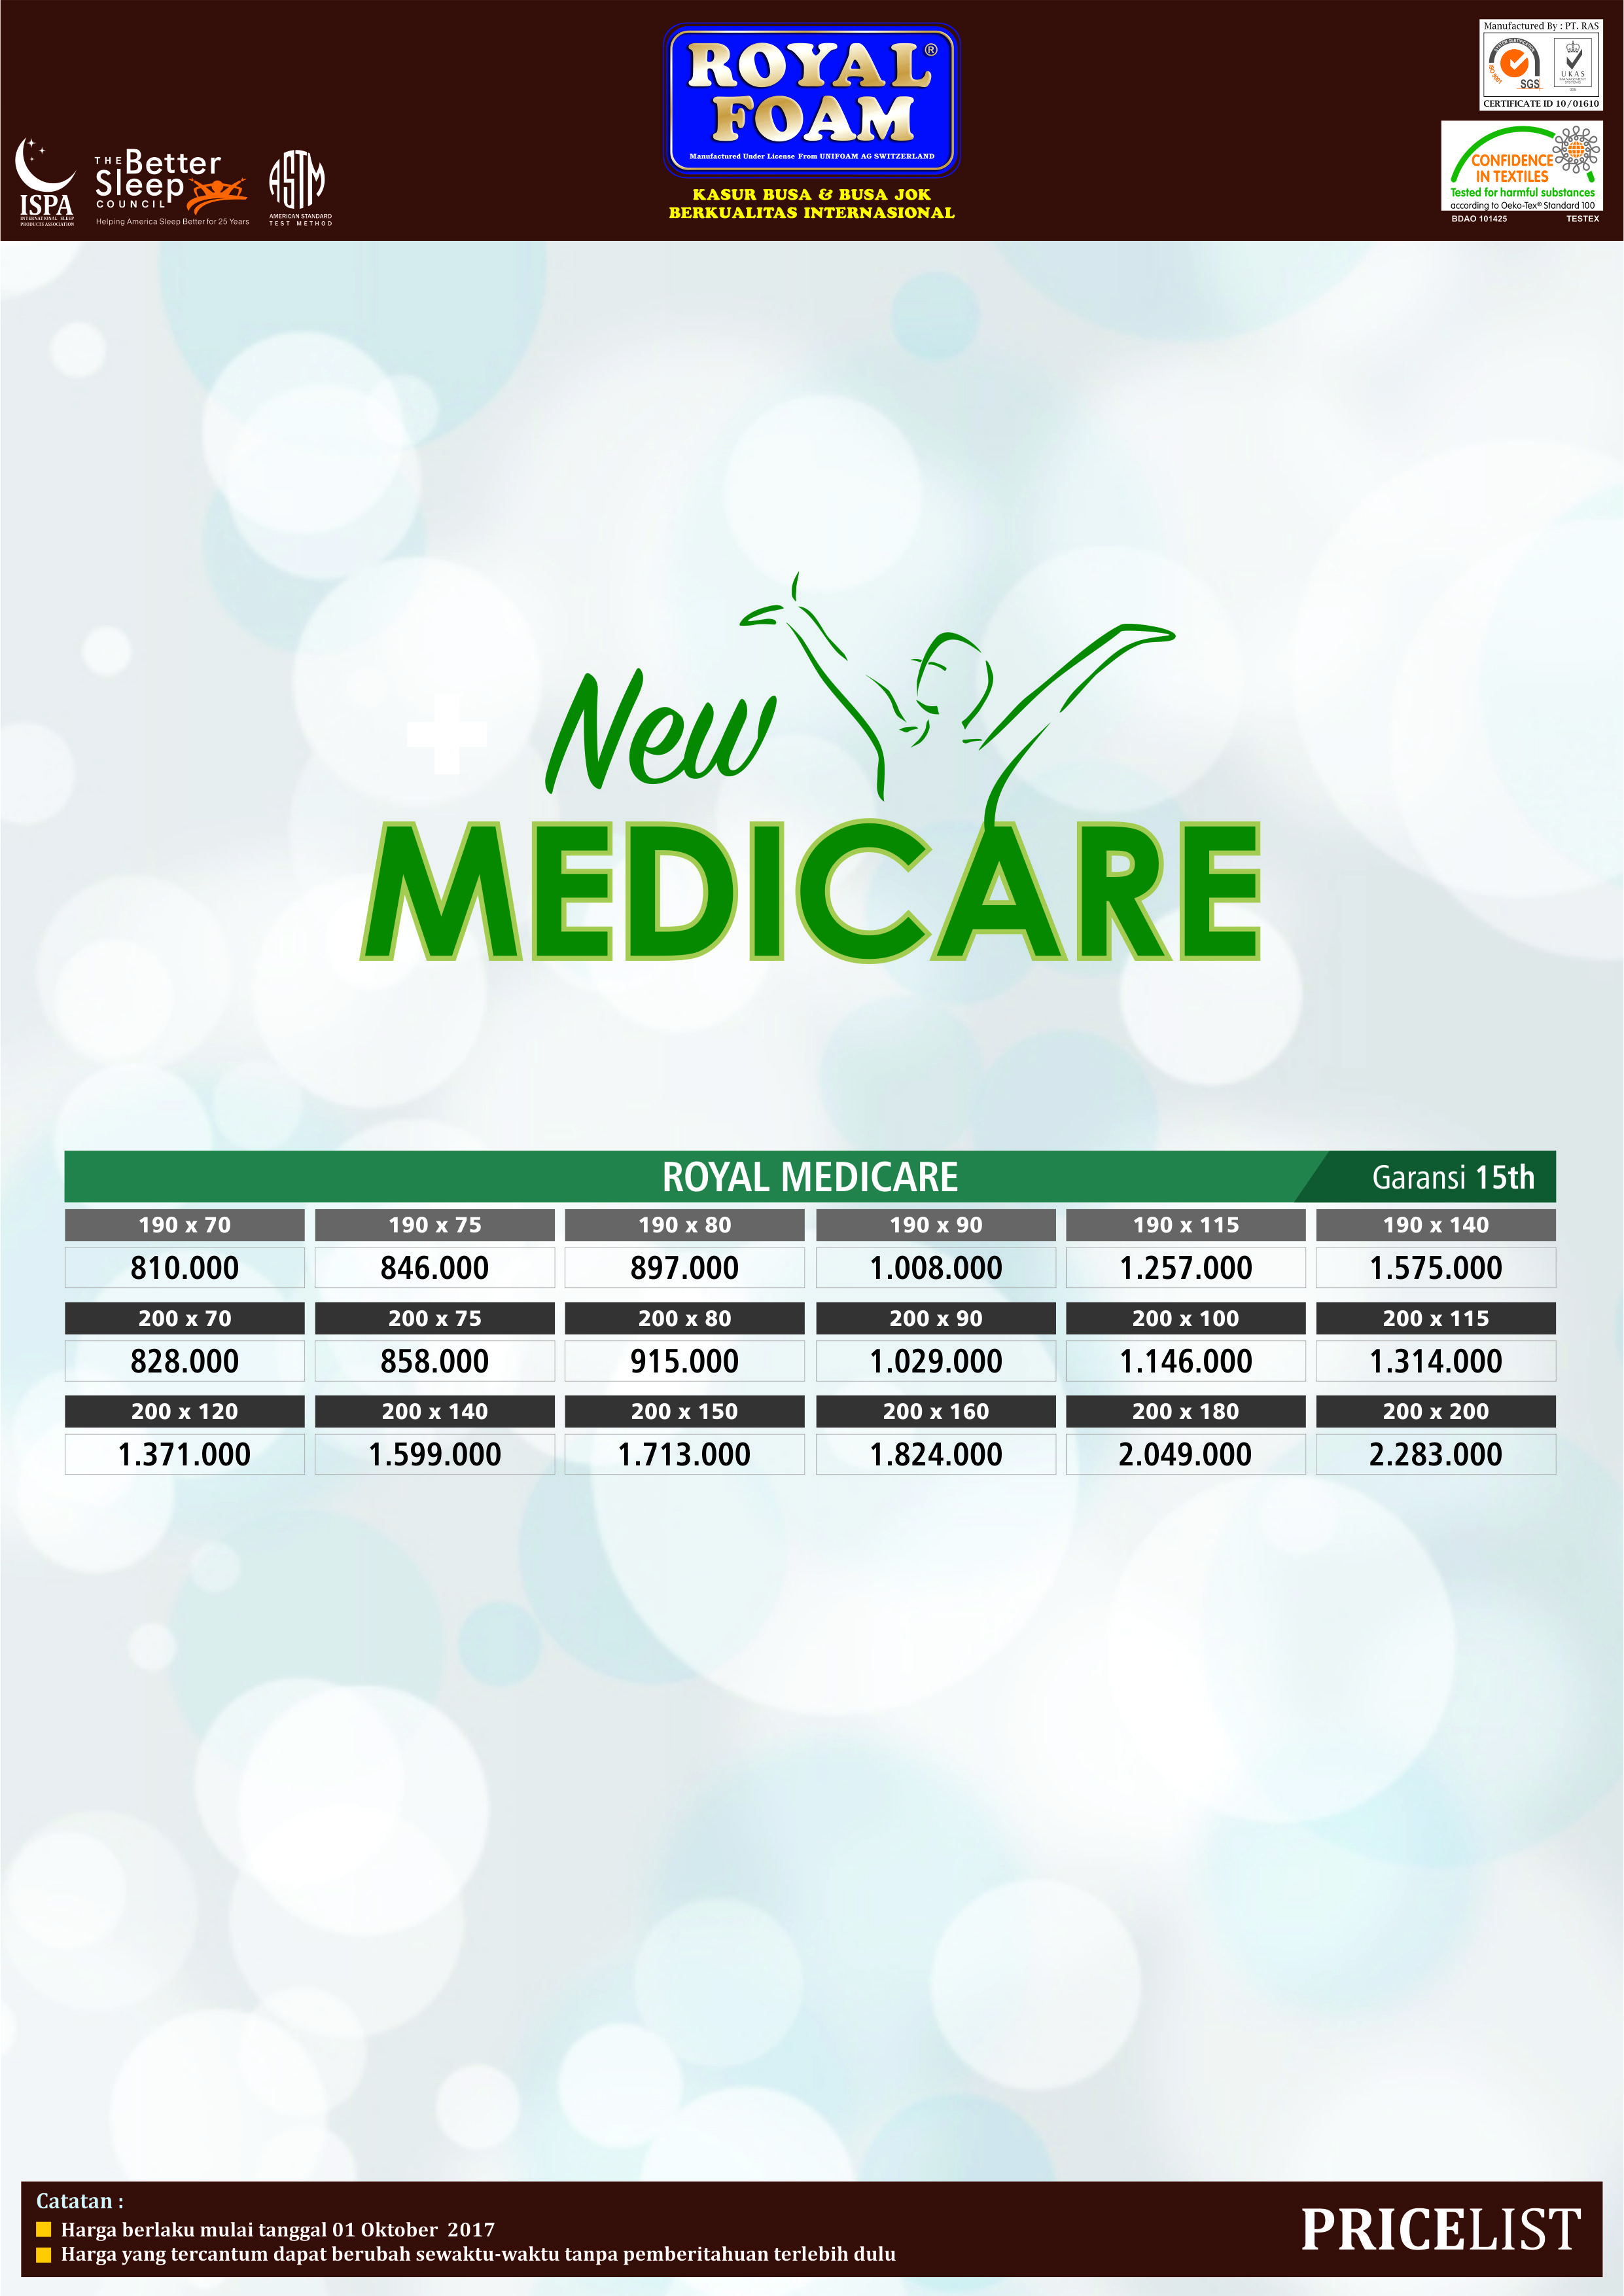 ROYAL®
FOAM
Manufactured Under License From UNIFOAM AG SWITZERLAND
KASUR BUSA & BUSA JOK
BERKUALITAS INTERNASIONAL
ISPA
INTERNATIONAL SLEEP
PRODUCTS ASSOCIATION
THE Better
Sleep
COUNCIL
Helping America Sleep Better for 25 Years
ASTM
AMERICAN STANDARD
TEST METHOD
Manufactured By : PT. RAS
SYSTEM CERTIFICATION
ISO 9001
SGS
UKAS
MANAGEMENT
SYSTEMS
CERTIFICATE ID 10/01610
CONFIDENCE
IN TEXTILES
Tested for harmful substances
according to Oeko-Tex® Standard 100
BDAO 101425 TESTEX
New
MEDICARE
ROYAL MEDICARE Garansi 15th
190 x 70 190 x 75 190 x 80 190 x 90 190 x 115 190 x 140
810.000 846.000 897.000 1.008.000 1.257.000 1.575.000
200 x 70 200 x 75 200 x 80 200 x 90 200 x 100 200 x 115
828.000 858.000 915.000 1.029.000 1.146.000 1.314.000
200 x 120 200 x 140 200 x 150 200 x 160 200 x 180 200 x 200
1.371.000 1.599.000 1.713.000 1.824.000 2.049.000 2.283.000
Catatan :
Harga berlaku mulai tanggal 01 Oktober 2017
Harga yang tercantum dapat berubah sewaktu-waktu tanpa pemberitahuan terlebih dulu
PRICELIST